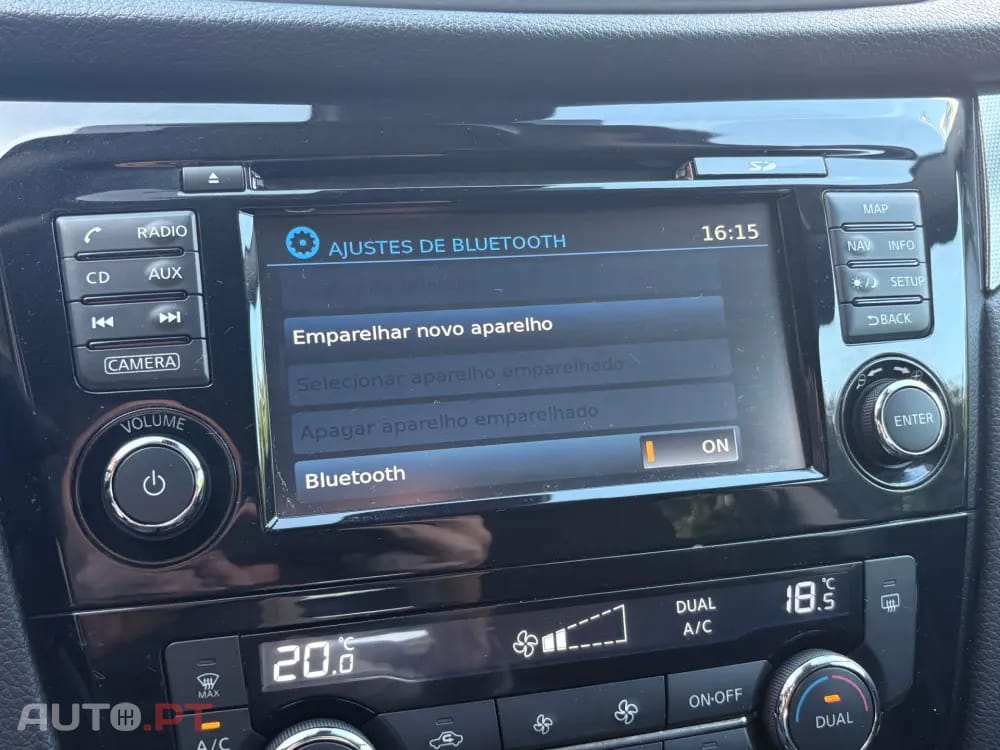 SD
RADIO
CD AUX
CAMERA
VOLUME
AJUSTES DE BLUETOOTH 16:15
Emparelhar novo aparelho
Selecionar aparelho emparelhado
Apagar aparelho emparelhado
Bluetooth ON
MAP
NAV INFO
SETUP
BACK
ENTER
20.0 °C
DUAL
A/C
18.5 °C
MAX
A/C
ON·OFF
DUAL
AUTO.PT